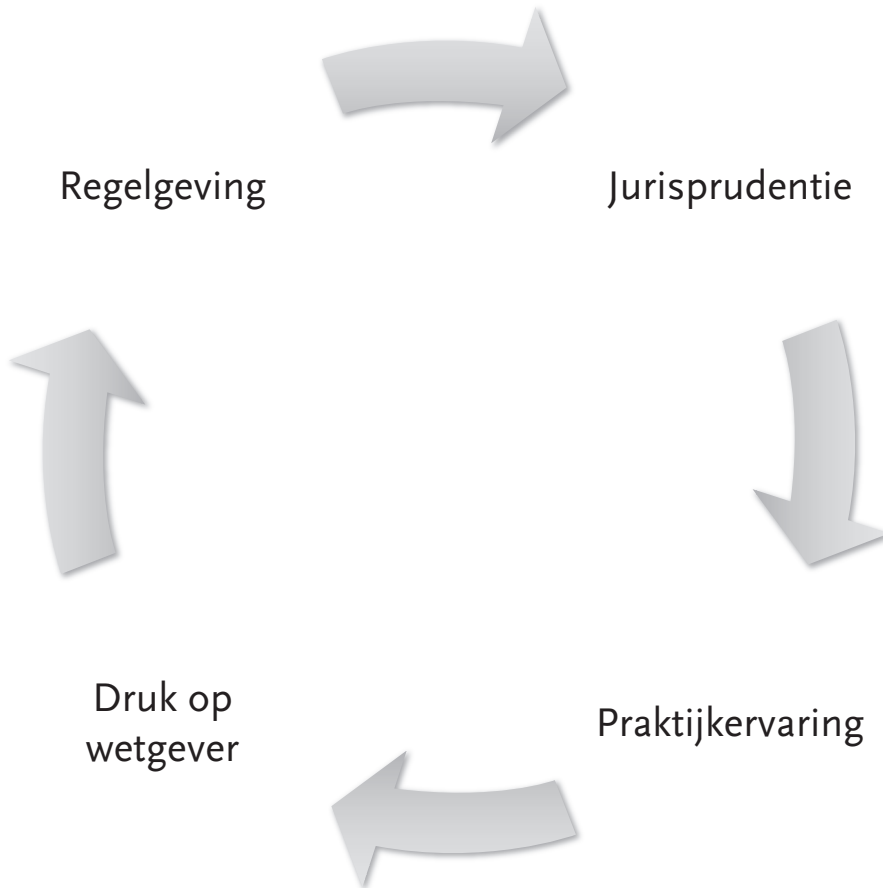 Regelgeving
Jurisprudentie
Druk op
wetgever
Praktijkervaring